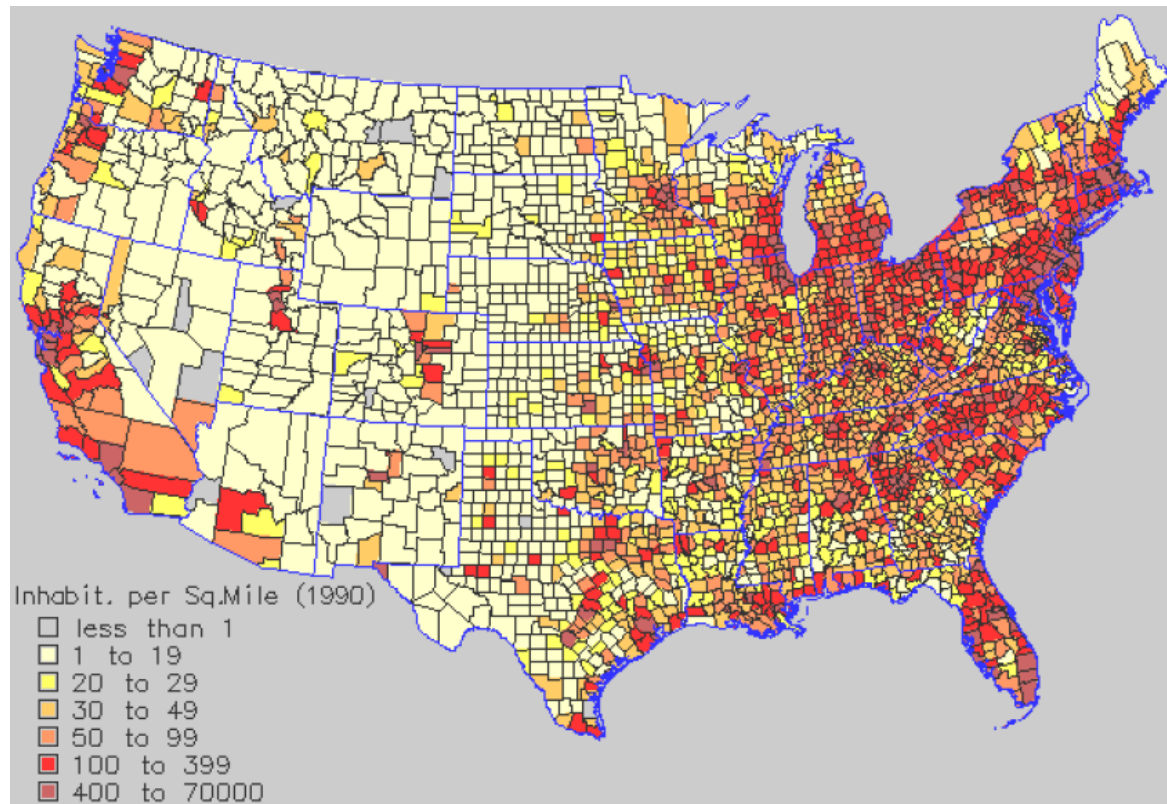 Inhabit. per Sq.Mile (1990)
less than 1
1 to 19
20 to 29
30 to 49
50 to 99
100 to 399
400 to 70000